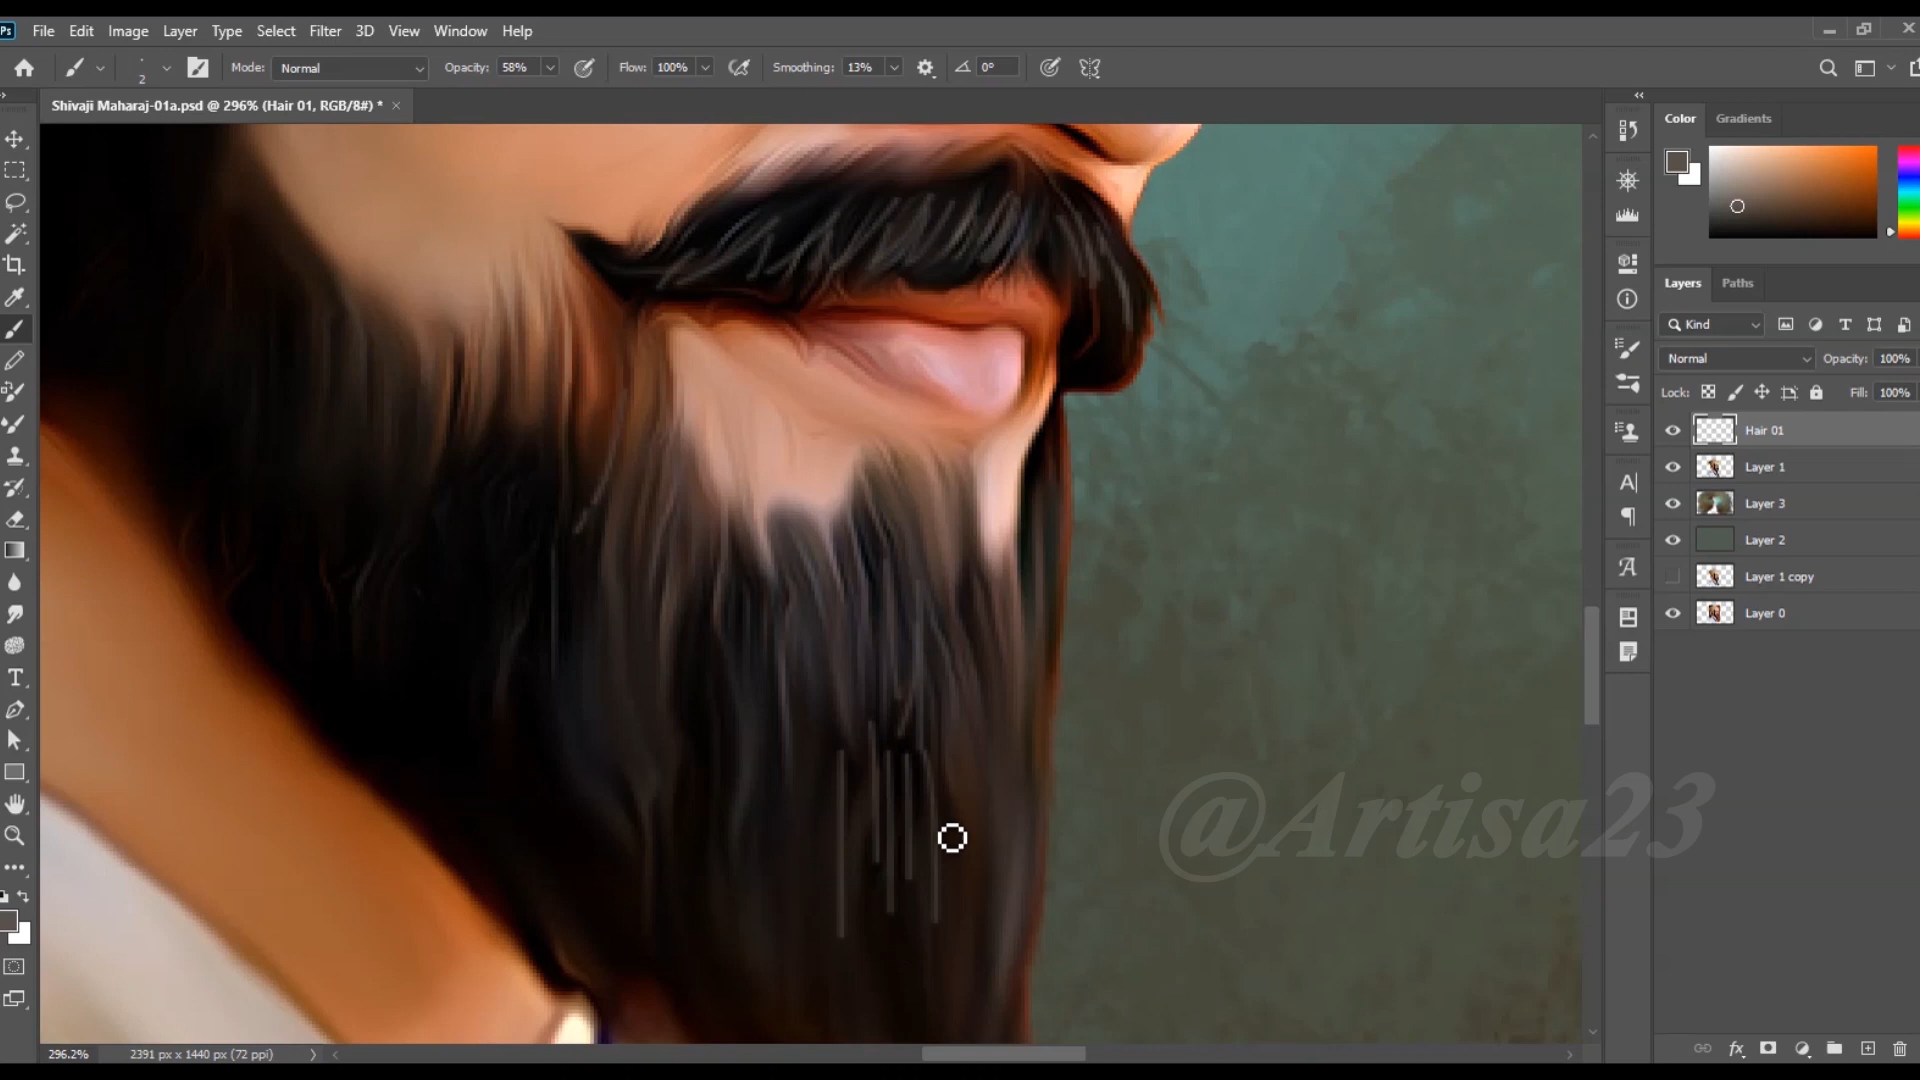 Ps File Edit Image Layer Type Select Filter 3D View Window Help
2 Mode: Normal Opacity: 58% Flow: 100% Smoothing: 13% 0°
Shivaji Maharaj-01a.psd @ 296% (Hair 01, RGB/8#) * ×
Color Gradients
Layers Paths
Kind
Normal Opacity: 100%
Lock: Fill: 100%
Hair 01
Layer 1
Layer 3
Layer 2
Layer 1 copy
Layer 0
@Artisa23
296.2% 2391 px x 1440 px (72 ppi)